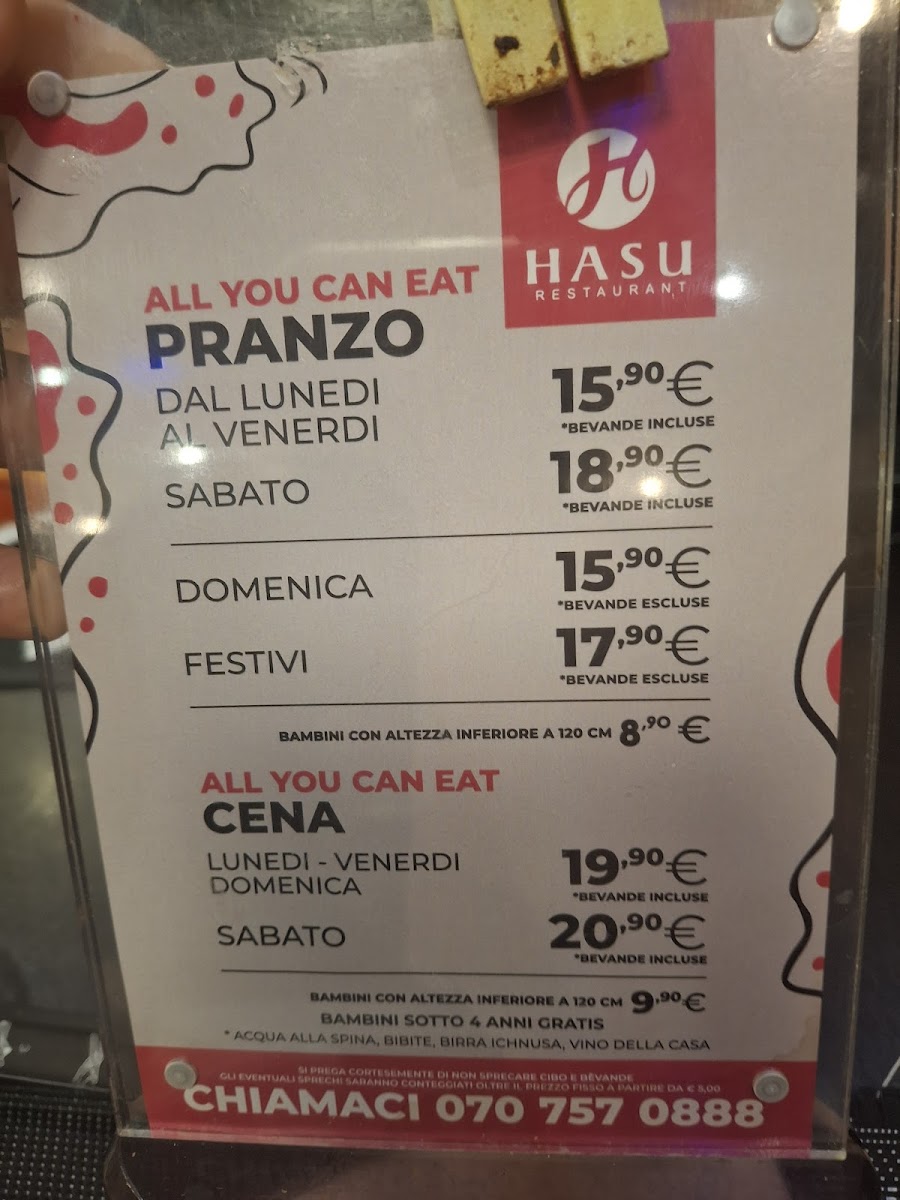 H
HASU
RESTAURANT
ALL YOU CAN EAT
PRANZO
DAL LUNEDI
AL VENERDI
15,90€
*BEVANDE INCLUSE
SABATO
18,90€
*BEVANDE INCLUSE
DOMENICA
15,90€
*BEVANDE ESCLUSE
FESTIVI
17,90€
*BEVANDE ESCLUSE
BAMBINI CON ALTEZZA INFERIORE A 120 CM 8,90€
ALL YOU CAN EAT
CENA
LUNEDI - VENERDI
DOMENICA
19,90€
*BEVANDE INCLUSE
SABATO
20,90€
*BEVANDE INCLUSE
BAMBINI CON ALTEZZA INFERIORE A 120 CM 9,90€
BAMBINI SOTTO 4 ANNI GRATIS
* ACQUA ALLA SPINA, BIBITE, BIRRA ICHNUSA, VINO DELLA CASA
SI PREGA CORTESEMENTE DI NON SPRECARE CIBO E BEVANDE
GLI EVENTUALI SPRECHI SARANNO CONTEGGIATI OLTRE IL PREZZO FISSO A PARTIRE DA € 5,00
CHIAMACI 070 757 0888